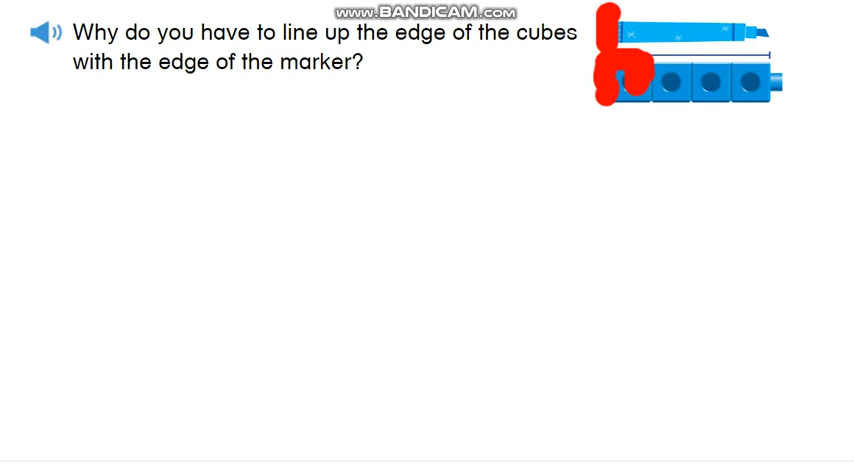 www.BANDICAM.com
Why do you have to line up the edge of the cubes
with the edge of the marker?